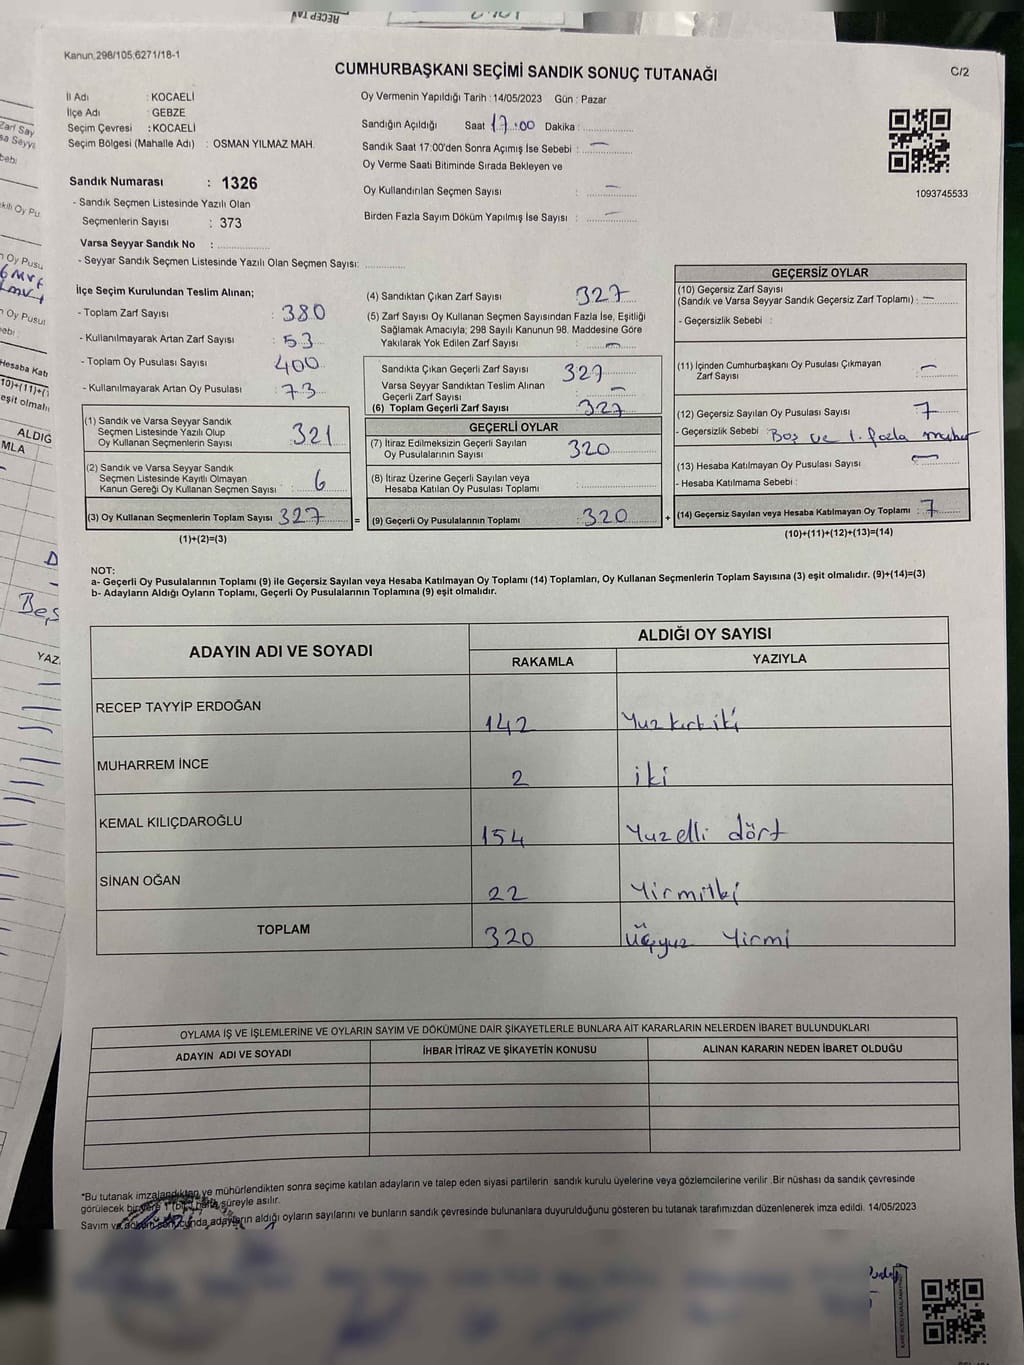 Kanun,298/105,6271/18-1
CUMHURBAŞKANI SEÇİMİ SANDIK SONUÇ TUTANAĞI
C/2
İl Adı : KOCAELİ
İlçe Adı : GEBZE
Seçim Çevresi : KOCAELİ
Seçim Bölgesi (Mahalle Adı) : OSMAN YILMAZ MAH.
Oy Vermenin Yapıldığı Tarih : 14/05/2023 Gün : Pazar
Sandığın Açıldığı Saat 17:00 Dakika : ..............
Sandık Saat 17:00'den Sonra Açımış İse Sebebi : —
Oy Verme Saati Bitiminde Sırada Bekleyen ve
Oy Kullandırılan Seçmen Sayısı : —
Birden Fazla Sayım Döküm Yapılmış İse Sayısı : —
1093745533
Sandık Numarası : 1326
- Sandık Seçmen Listesinde Yazılı Olan
Seçmenlerin Sayısı : 373
Varsa Seyyar Sandık No : ..............
- Seyyar Sandık Seçmen Listesinde Yazılı Olan Seçmen Sayısı: ..............
İlçe Seçim Kurulundan Teslim Alınan;
- Toplam Zarf Sayısı : 380
- Kullanılmayarak Artan Zarf Sayısı : 53
- Toplam Oy Pusulası Sayısı : 400
- Kullanılmayarak Artan Oy Pusulası : 73
(1) Sandık ve Varsa Seyyar Sandık
Seçmen Listesinde Yazılı Olup
Oy Kullanan Seçmenlerin Sayısı : 321
(2) Sandık ve Varsa Seyyar Sandık
Seçmen Listesinde Kayıtlı Olmayan
Kanun Gereği Oy Kullanan Seçmen Sayısı : 6
(3) Oy Kullanan Seçmenlerin Toplam Sayısı : 327
(1)+(2)=(3)
(4) Sandıktan Çıkan Zarf Sayısı 327
(5) Zarf Sayısı Oy Kullanan Seçmen Sayısından Fazla İse, Eşitliği
Sağlamak Amacıyla; 298 Sayılı Kanunun 98. Maddesine Göre
Yakılarak Yok Edilen Zarf Sayısı : —
Sandıkta Çıkan Geçerli Zarf Sayısı 327
Varsa Seyyar Sandıktan Teslim Alınan
Geçerli Zarf Sayısı : —
(6) Toplam Geçerli Zarf Sayısı : 327
GEÇERLİ OYLAR
(7) İtiraz Edilmeksizin Geçerli Sayılan
Oy Pusulalarının Sayısı 320
(8) İtiraz Üzerine Geçerli Sayılan veya
Hesaba Katılan Oy Pusulası Toplamı : ..............
= (9) Geçerli Oy Pusulalarının Toplamı : 320
GEÇERSİZ OYLAR
(10) Geçersiz Zarf Sayısı
(Sandık ve Varsa Seyyar Sandık Geçersiz Zarf Toplamı) : —
- Geçersizlik Sebebi :
(11) İçinden Cumhurbaşkanı Oy Pusulası Çıkmayan
Zarf Sayısı : —
(12) Geçersiz Sayılan Oy Pusulası Sayısı : 7
- Geçersizlik Sebebi : Boş ve 1. fazla mühür
(13) Hesaba Katılmayan Oy Pusulası Sayısı : —
- Hesaba Katılmama Sebebi :
+ (14) Geçersiz Sayılan veya Hesaba Katılmayan Oy Toplamı : 7
(10)+(11)+(12)+(13)=(14)
NOT:
a- Geçerli Oy Pusulalarının Toplamı (9) ile Geçersiz Sayılan veya Hesaba Katılmayan Oy Toplamı (14) Toplamları, Oy Kullanan Seçmenlerin Toplam Sayısına (3) eşit olmalıdır. (9)+(14)=(3)
b- Adayların Aldığı Oyların Toplamı, Geçerli Oy Pusulalarının Toplamına (9) eşit olmalıdır.
ADAYIN ADI VE SOYADI
ALDIĞI OY SAYISI
RAKAMLA YAZIYLA
RECEP TAYYİP ERDOĞAN 142 Yuz kırk iki
MUHARREM İNCE 2 iki
KEMAL KILIÇDAROĞLU 154 Yuzelli dört
SİNAN OĞAN 22 Yirmiiki
TOPLAM 320 Üçyuz Yirmi
OYLAMA İŞ VE İŞLEMLERİNE VE OYLARIN SAYIM VE DÖKÜMÜNE DAİR ŞİKAYETLERLE BUNLARA AİT KARARLARIN NELERDEN İBARET BULUNDUKLARI
ADAYIN ADI VE SOYADI İHBAR İTİRAZ VE ŞİKAYETİN KONUSU ALINAN KARARIN NEDEN İBARET OLDUĞU
*Bu tutanak imzalandıktan ve mühürlendikten sonra seçime katılan adayların ve talep eden siyasi partilerin sandık kurulu üyelerine veya gözlemcilerine verilir .Bir nüshası da sandık çevresinde
görülecek bir yere 1 (bir) hafta süreyle asılır.
Sayım ve döküm sonucunda adayların aldığı oyların sayılarını ve bunların sandık çevresinde bulunanlara duyurulduğunu gösteren bu tutanak tarafımızdan düzenlenerek imza edildi. 14/05/2023